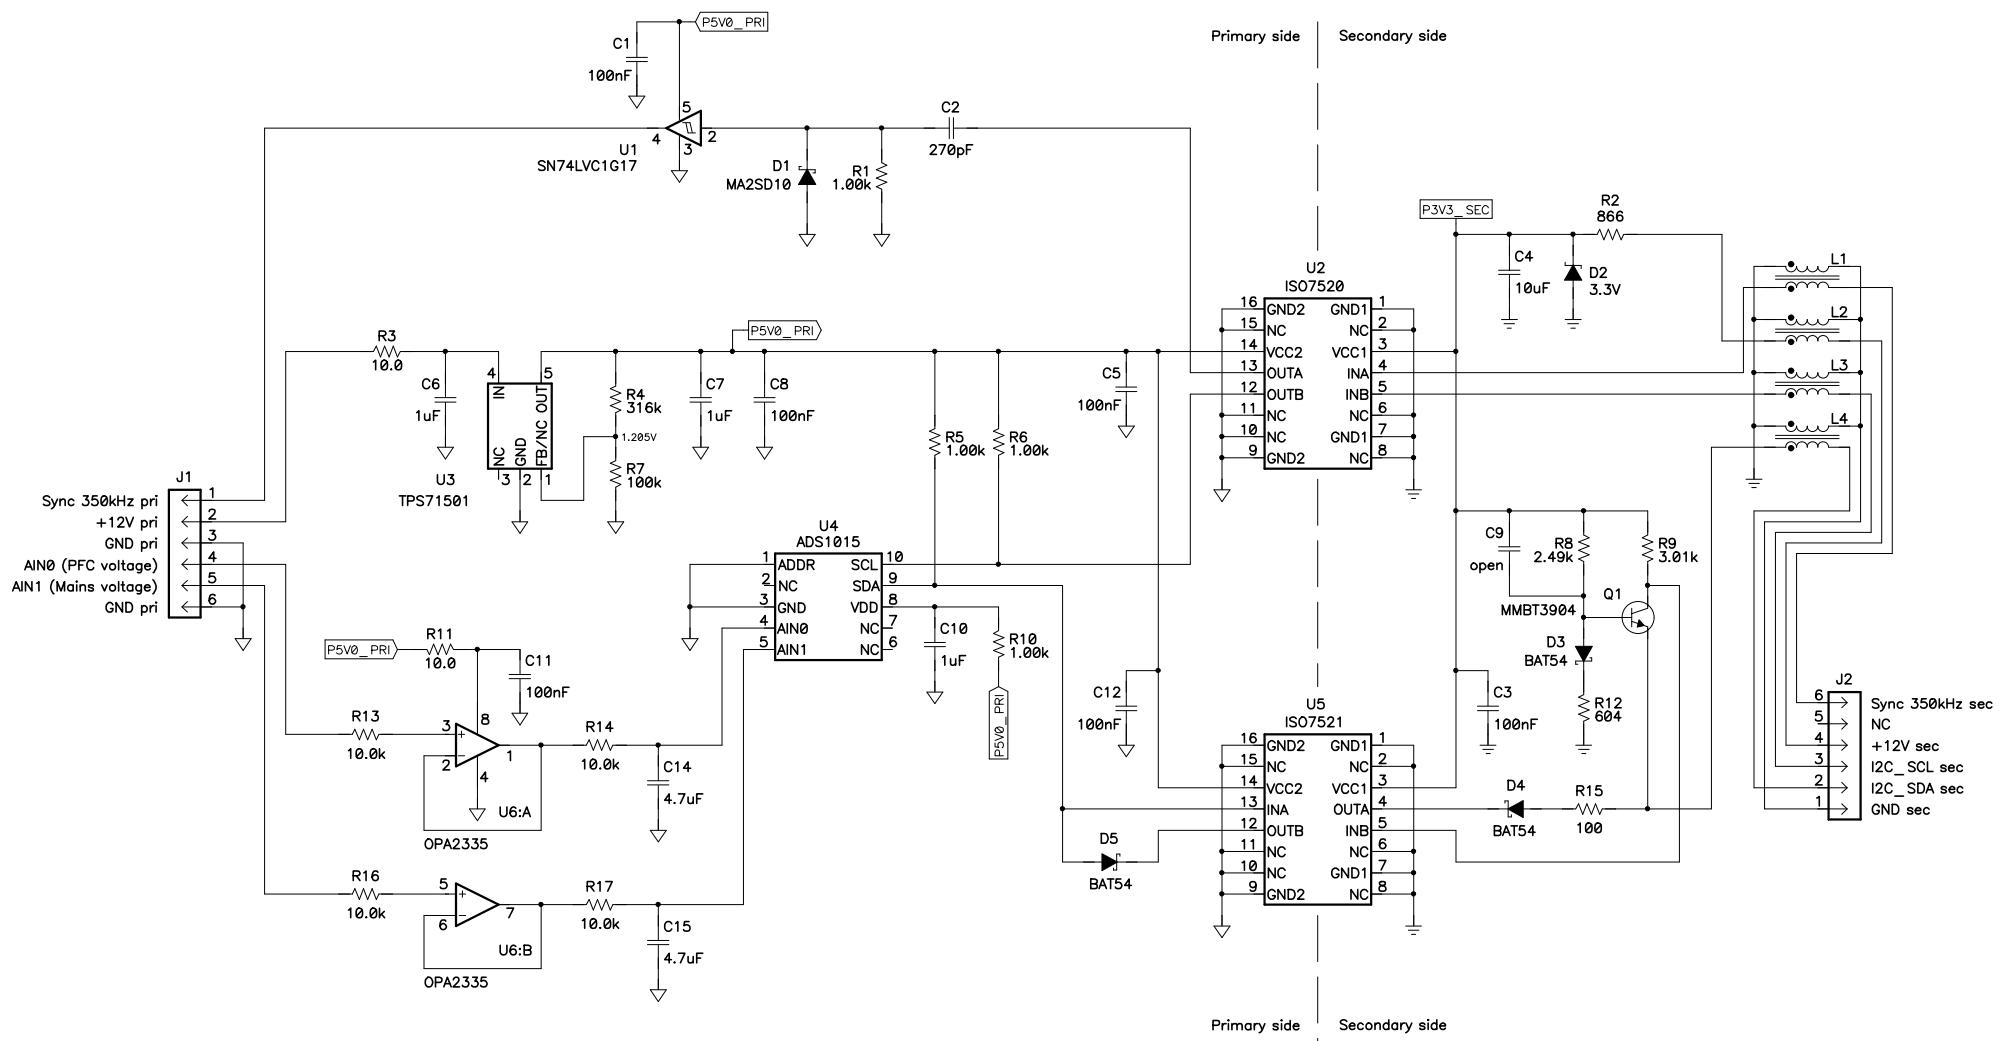 P5V0_PRI
Primary side
Secondary side
C1
100nF
5
4
2
3
U1
SN74LVC1G17
C2
270pF
D1
MA2SD10
R1
1.00k
P3V3_SEC
R2
866
C4
10uF
D2
3.3V
L1
L2
L3
L4
U2
ISO7520
16 GND2 GND1 1
15 NC NC 2
14 VCC2 VCC1 3
13 OUTA INA 4
12 OUTB INB 5
11 NC NC 6
10 NC GND1 7
9 GND2 NC 8
P5V0_PRI
R3
10.0
C6
1uF
4 5
IN
OUT
NC
GND
FB/NC
3 2 1
U3
TPS71501
R4
316k
1.205V
R7
100k
C7
1uF
C8
100nF
R5
1.00k
R6
1.00k
C5
100nF
J1
Sync 350kHz pri 1
+12V pri 2
GND pri 3
AIN0 (PFC voltage) 4
AIN1 (Mains voltage) 5
GND pri 6
U4
ADS1015
1 ADDR SCL 10
2 NC SDA 9
3 GND VDD 8
4 AIN0 NC 7
5 AIN1 NC 6
C10
1uF
R10
1.00k
P5V0_PRI
C9
open
R8
2.49k
R9
3.01k
Q1
MMBT3904
D3
BAT54
R12
604
C3
100nF
C12
100nF
P5V0_PRI
R11
10.0
C11
100nF
R13
10.0k
3
2
8
1
4
U6:A
OPA2335
R14
10.0k
C14
4.7uF
R16
10.0k
5
6
7
U6:B
OPA2335
R17
10.0k
C15
4.7uF
D5
BAT54
U5
ISO7521
16 GND2 GND1 1
15 NC NC 2
14 VCC2 VCC1 3
13 INA OUTA 4
12 OUTB INB 5
11 NC NC 6
10 NC GND1 7
9 GND2 NC 8
D4
BAT54
R15
100
J2
6 Sync 350kHz sec
5 NC
4 +12V sec
3 I2C_SCL sec
2 I2C_SDA sec
1 GND sec
Primary side
Secondary side